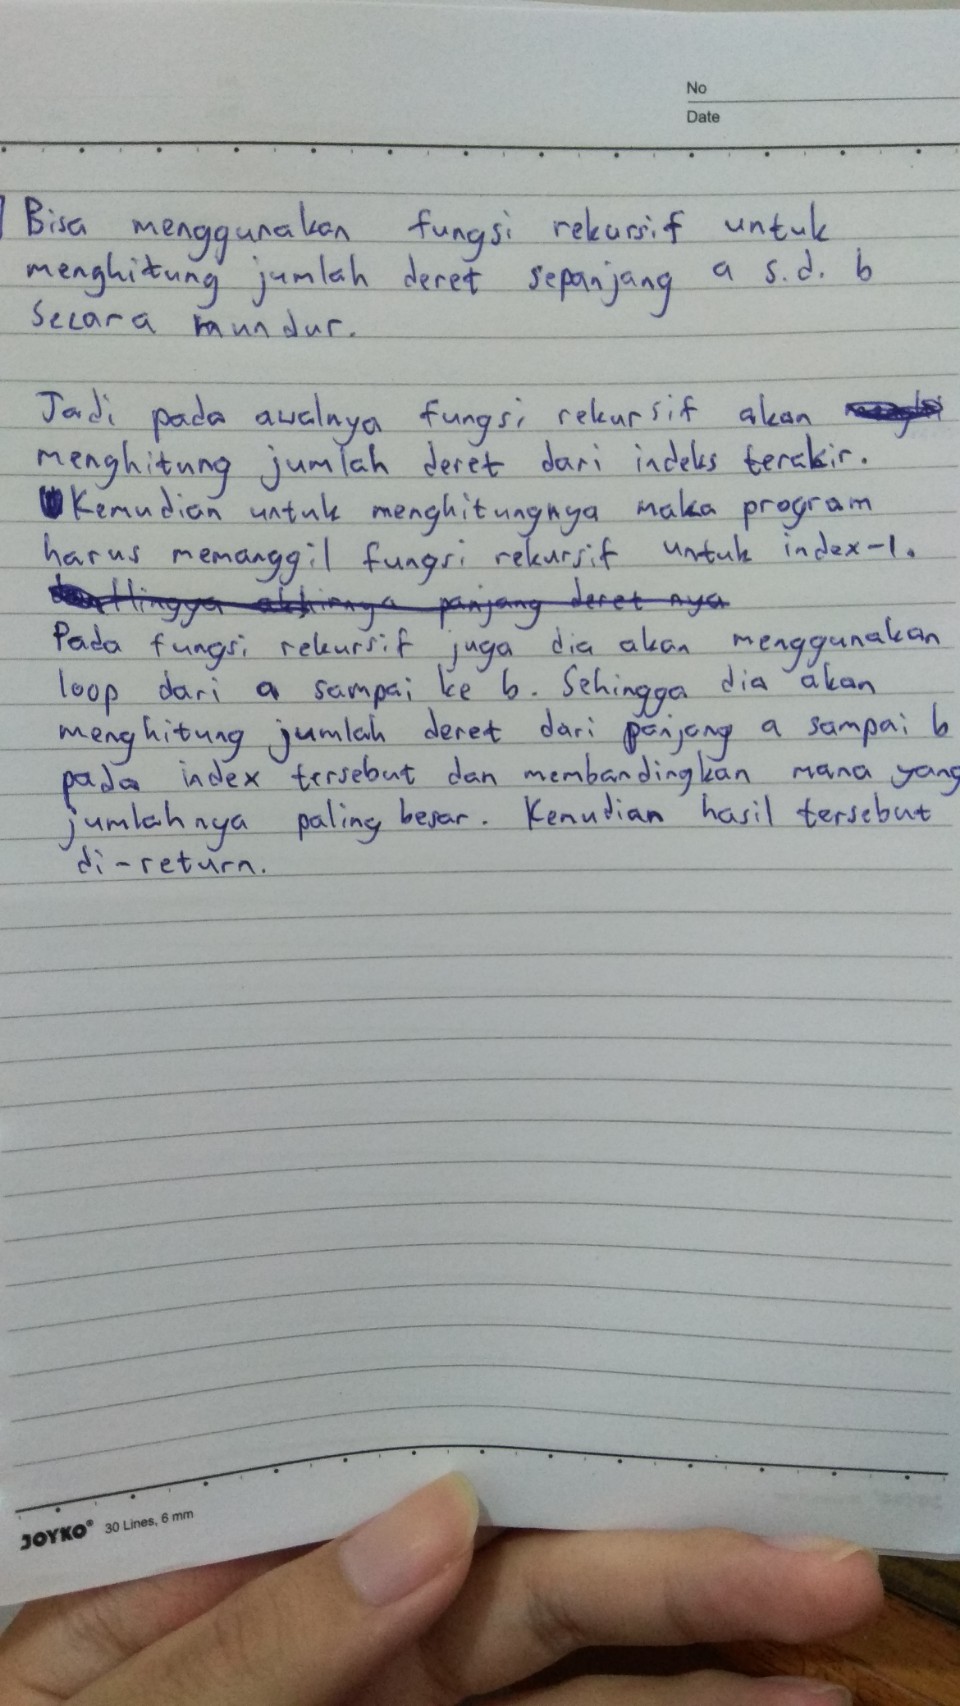 No
Date
Bisa menggunakan fungsi rekursif untuk
menghitung jumlah deret sepanjang a s.d. b
Secara mundur.
Jadi pada awalnya fungsi rekursif akan
menghitung jumlah deret dari indeks terakir.
Kemudian untuk menghitungnya maka program
harus memanggil fungsi rekursif untuk index-1.
Hingga akhirnya panjang deret nya
Pada fungsi rekursif juga dia akan menggunakan
loop dari a sampai ke b. Sehingga dia akan
menghitung jumlah deret dari panjang a sampai b
pada index tersebut dan membandingkan mana yang
jumlahnya paling besar. Kemudian hasil tersebut
di-return.
JOYKO® 30 Lines, 6 mm